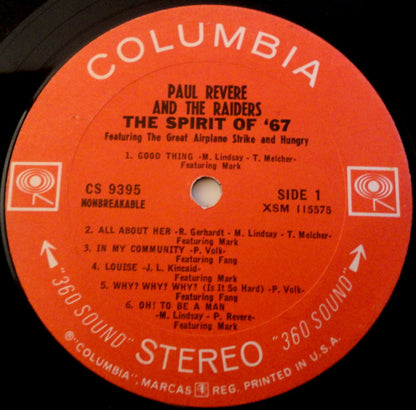 COLUMBIA
PAUL REVERE
AND THE RAIDERS
THE SPIRIT OF '67
Featuring The Great Airplane Strike and Hungry
1. GOOD THING -M. Lindsay - T. Melcher-
Featuring Mark
CS 9395
NONBREAKABLE
SIDE 1
XSM 115575
2. ALL ABOUT HER -R. Gerhardt - M. Lindsay - T. Melcher-
Featuring Mark
3. IN MY COMMUNITY -P. Volk-
Featuring Fang
4. LOUISE -J. L. Kincaid-
Featuring Mark
5. WHY? WHY? WHY? (Is It So Hard) -P. Volk-
Featuring Fang
6. OH! TO BE A MAN
-M. Lindsay - P. Revere-
Featuring Mark
"360 SOUND" STEREO "360 SOUND"
℗ "COLUMBIA", MARCAS REG. PRINTED IN U.S.A.